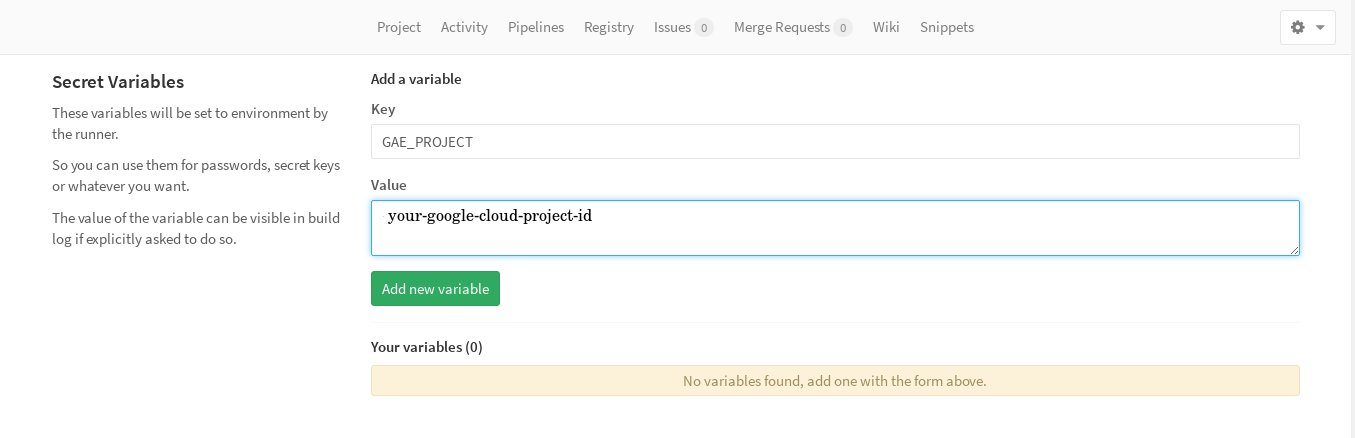 Project Activity Pipelines Registry Issues 0 Merge Requests 0 Wiki Snippets
Secret Variables
These variables will be set to environment by
the runner.
So you can use them for passwords, secret keys
or whatever you want.
The value of the variable can be visible in build
log if explicitly asked to do so.
Add a variable
Key
GAE_PROJECT
Value
your-google-cloud-project-id
Add new variable
Your variables (0)
No variables found, add one with the form above.